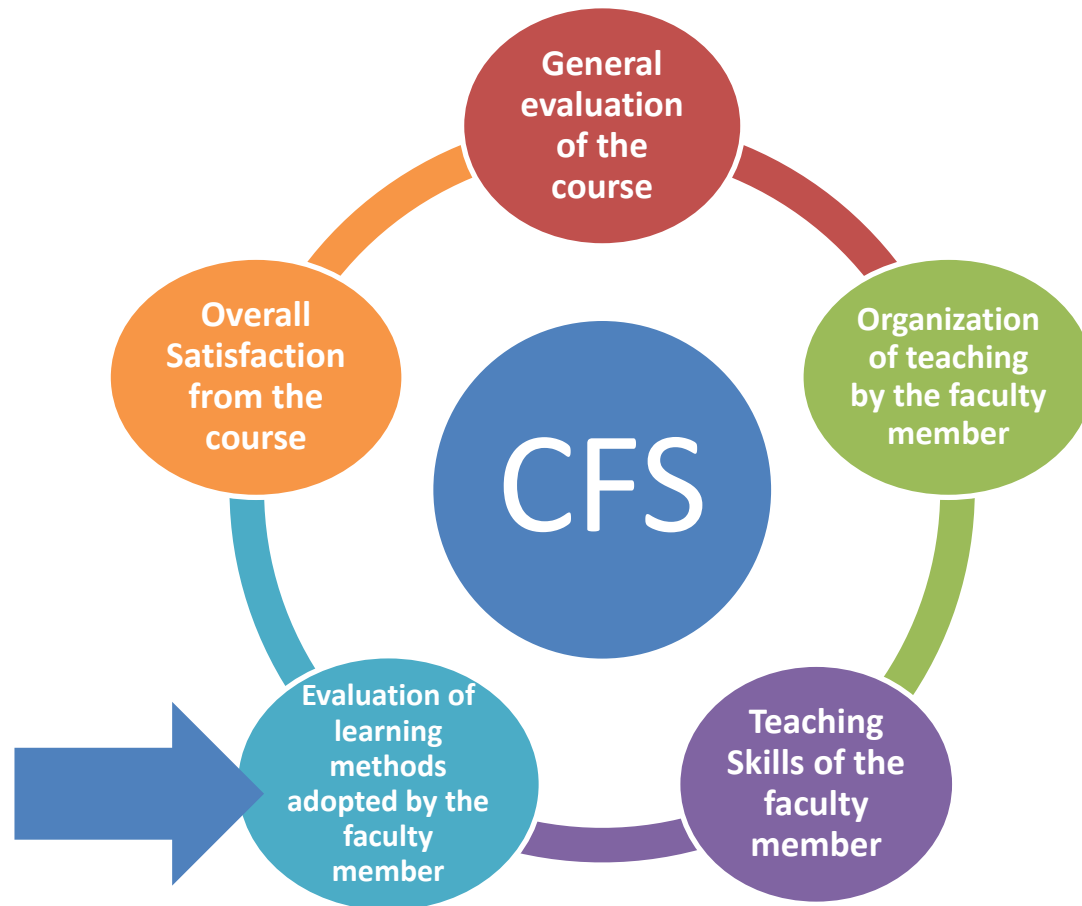 General
evaluation
of the
course
Organization
of teaching
by the faculty
member
Teaching
Skills of the
faculty
member
Evaluation of
learning
methods
adopted by the
faculty
member
Overall
Satisfaction
from the
course
CFS